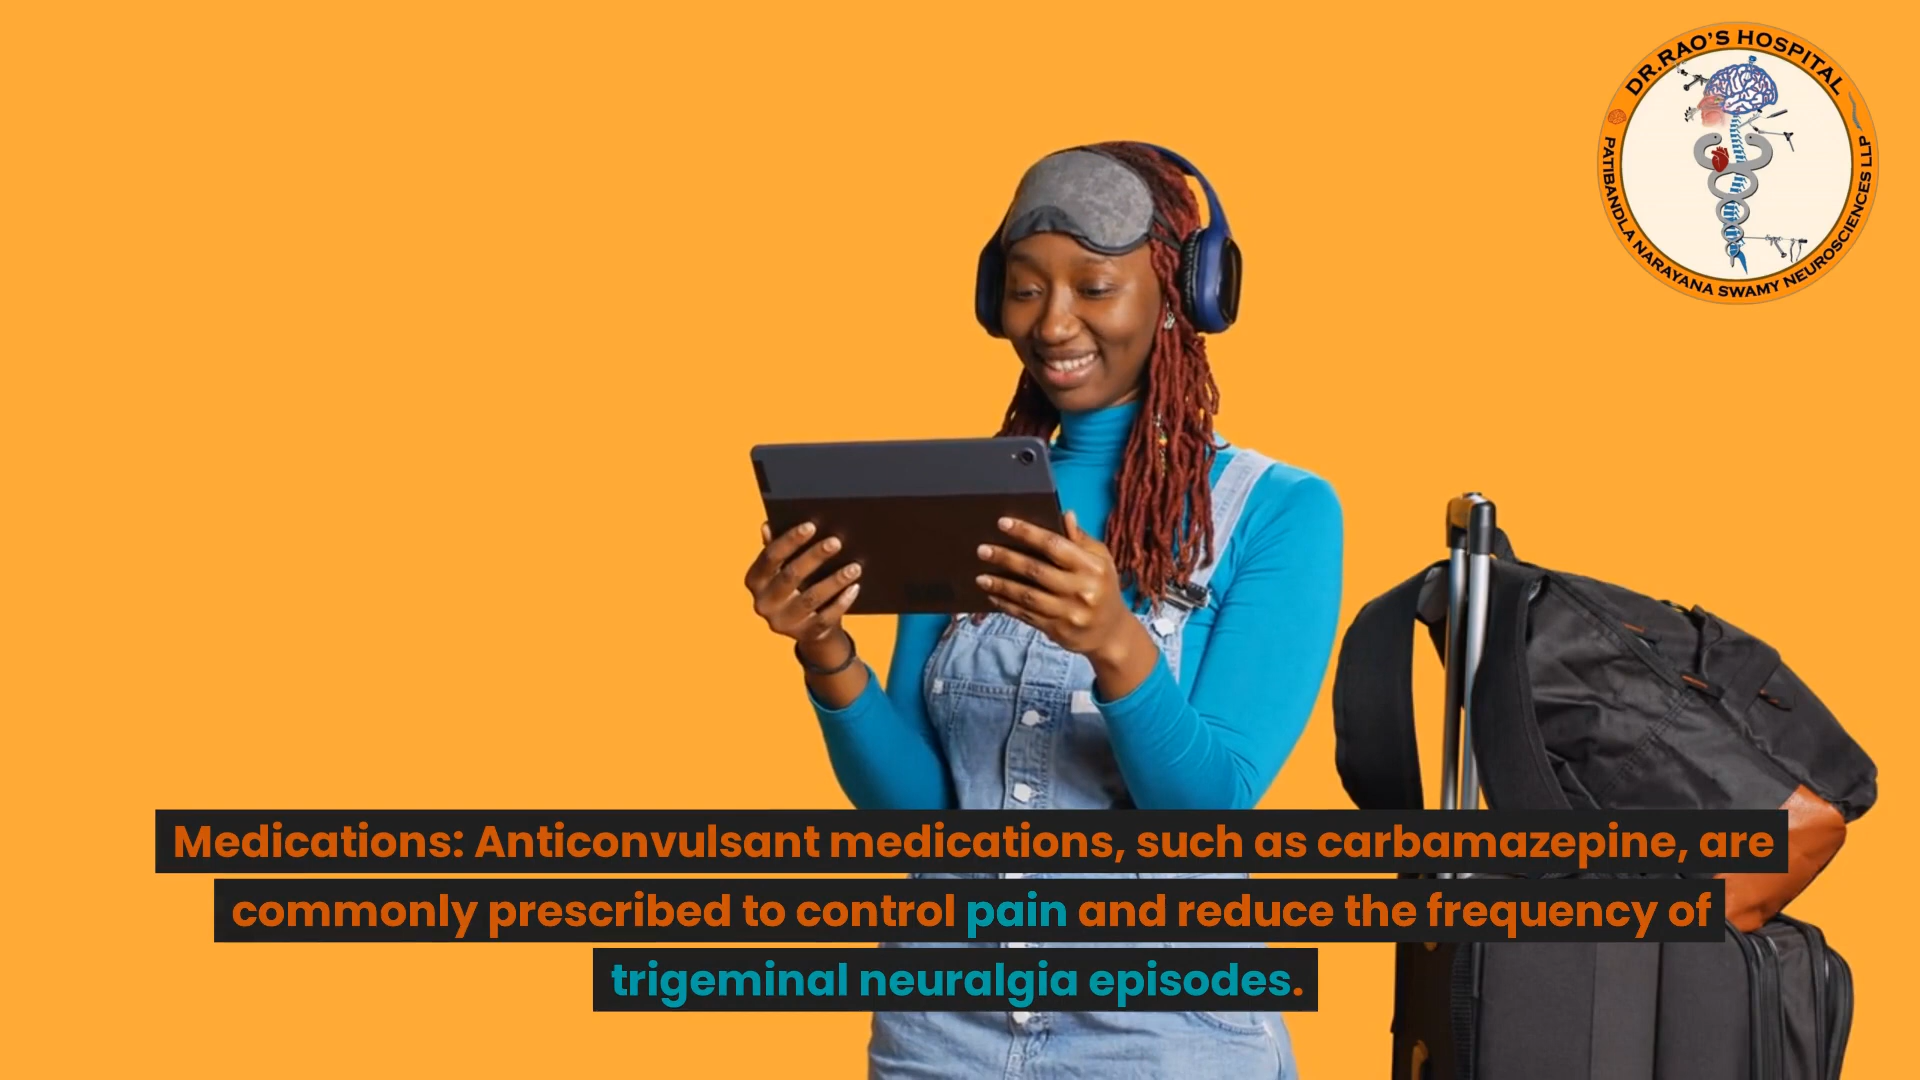 DR.RAO'S HOSPITAL
PATIBANDLA NARAYANA SWAMY NEUROSCIENCES LLP
Medications: Anticonvulsant medications, such as carbamazepine, are
commonly prescribed to control pain and reduce the frequency of
trigeminal neuralgia episodes.